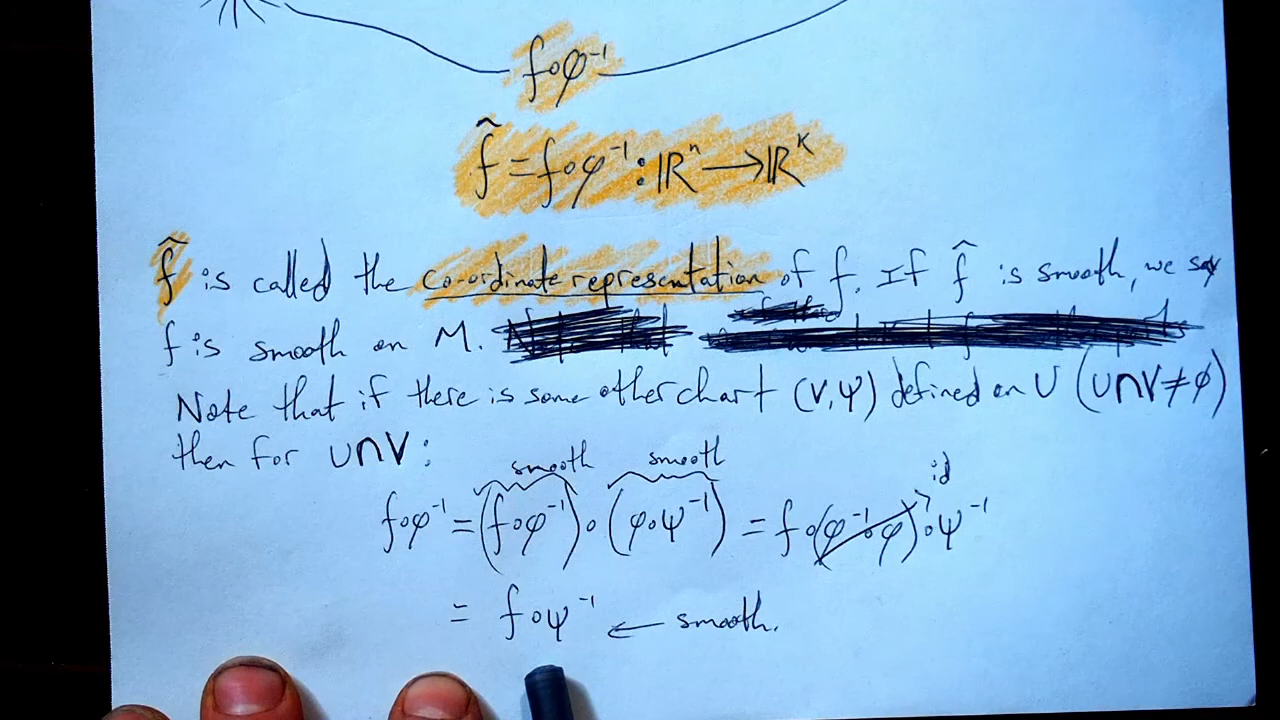 f∘φ⁻¹
f̂ = f∘φ⁻¹ : ℝⁿ → ℝᴷ
f̂ is called the co-ordinate representation of f. If f̂ is smooth, we say
f is smooth on M.
Note that if there is some other chart (V,ψ) defined on U (U∩V≠∅)
then for U∩V:
smooth smooth id
f∘φ⁻¹ = (f∘φ⁻¹)∘(φ∘ψ⁻¹) = f∘(φ⁻¹∘φ)∘ψ⁻¹
= f∘ψ⁻¹ ← smooth.